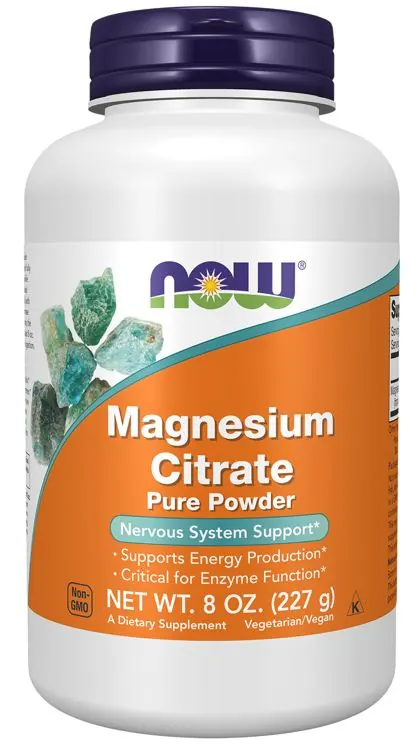 NOW®
Magnesium
Citrate
Pure Powder
Nervous System Support*
• Supports Energy Production*
• Critical for Enzyme Function*
Non-
GMO
NET WT. 8 OZ. (227 g)
K
A Dietary Supplement Vegetarian/Vegan